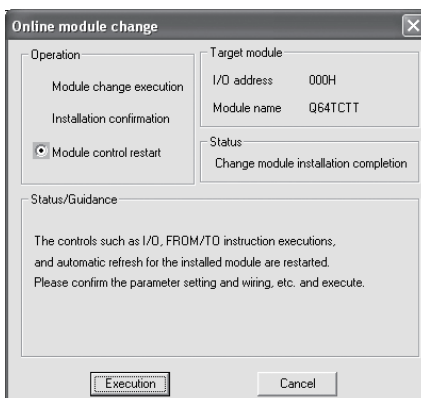 Online module change
Operation
Module change execution
Installation confirmation
Module control restart
Target module
I/O address 000H
Module name Q64TCTT
Status
Change module installation completion
Status/Guidance
The controls such as I/O, FROM/TO instruction executions,
and automatic refresh for the installed module are restarted.
Please confirm the parameter setting and wiring, etc. and execute.
Execution
Cancel